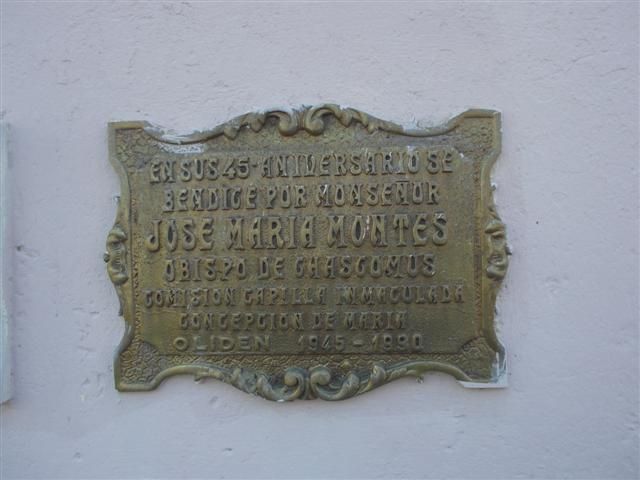 EN SUS 45-ANIVERSARIO SE
BENDICE POR MONSEÑOR
JOSE MARIA MONTES
OBISPO DE CHASCOMUS
COMISION CAPILLA INMACULADA
CONCEPCION DE MARIA
OLIDEN 1945-1990